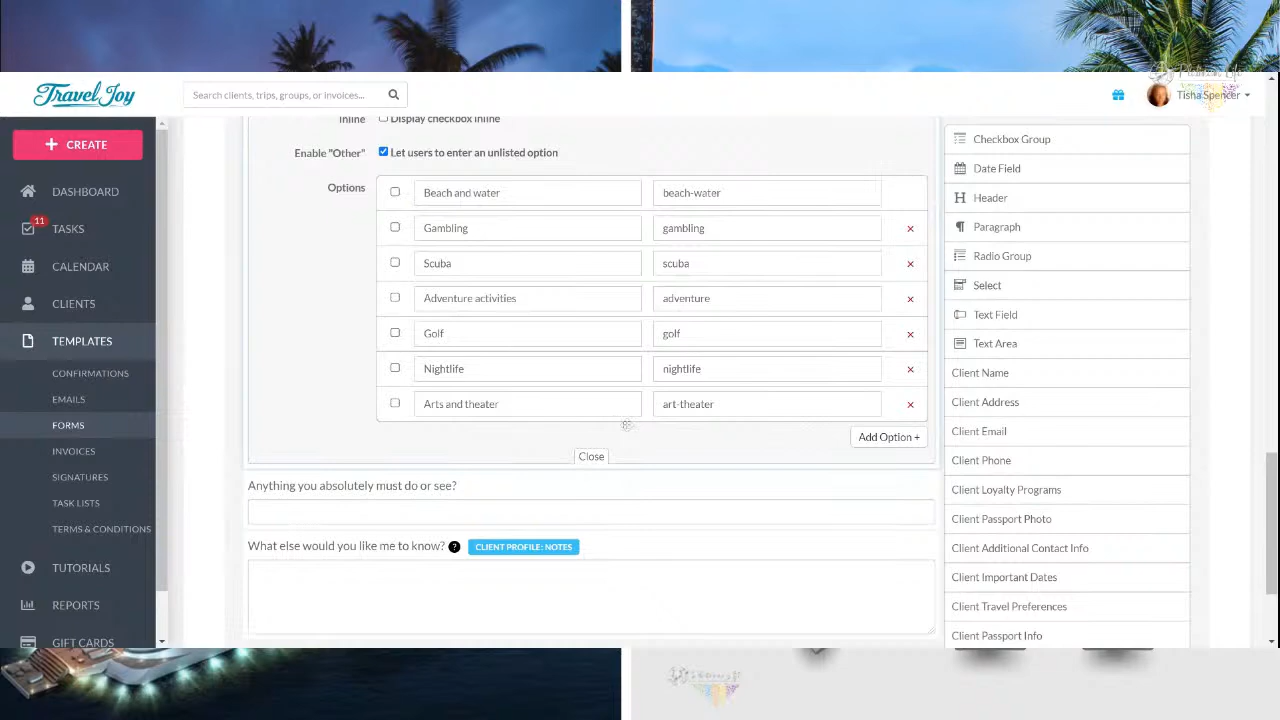 Travel Joy
Search clients, trips, groups, or invoices...
Tisha Spencer
CREATE
DASHBOARD
11
TASKS
CALENDAR
CLIENTS
TEMPLATES
CONFIRMATIONS
EMAILS
FORMS
INVOICES
SIGNATURES
TASK LISTS
TERMS & CONDITIONS
TUTORIALS
REPORTS
GIFT CARDS
Inline Display checkbox inline
Enable "Other" Let users to enter an unlisted option
Options
Beach and water beach-water
Gambling gambling ×
Scuba scuba ×
Adventure activities adventure ×
Golf golf ×
Nightlife nightlife ×
Arts and theater art-theater ×
Add Option +
Close
Anything you absolutely must do or see?
What else would you like me to know? ? CLIENT PROFILE: NOTES
Checkbox Group
Date Field
Header
Paragraph
Radio Group
Select
Text Field
Text Area
Client Name
Client Address
Client Email
Client Phone
Client Loyalty Programs
Client Passport Photo
Client Additional Contact Info
Client Important Dates
Client Travel Preferences
Client Passport Info